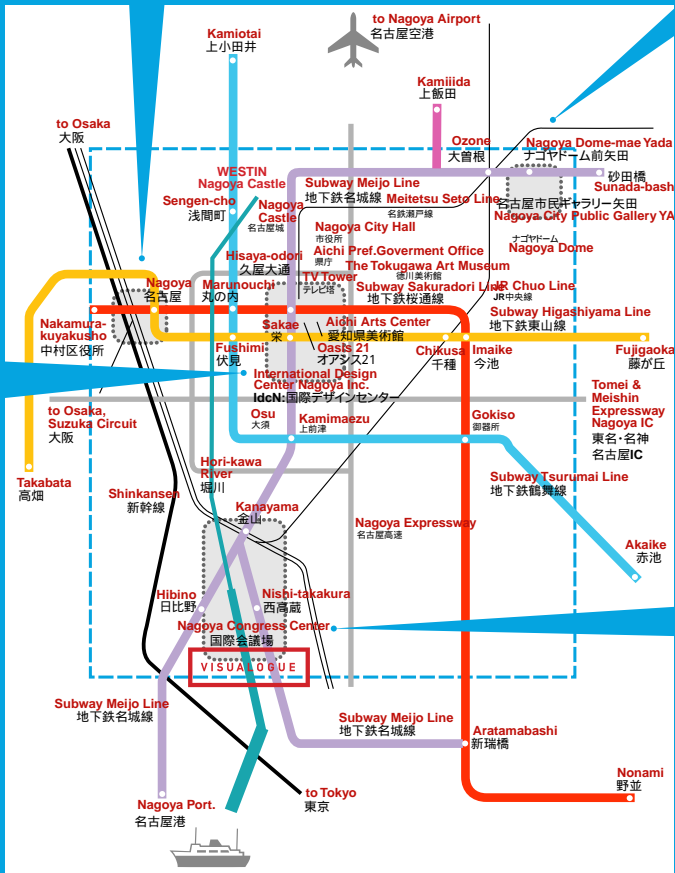 to Nagoya Airport
名古屋空港
Kamiotai
上小田井
Kamiiida
上飯田
to Osaka
大阪
Ozone
大曽根
Nagoya Dome-mae Yada
ナゴヤドーム前矢田
砂田橋
Sunada-bash
WESTIN
Nagoya Castle
Sengen-cho
浅間町
Nagoya
Castle
名古屋城
Subway Meijo Line
地下鉄名城線
Meitetsu Seto Line
名鉄瀬戸線
名古屋市民ギャラリー矢田
Nagoya City Public Gallery YA
Nagoya City Hall
市役所
ナゴヤドーム
Nagoya Dome
Hisaya-odori
久屋大通
Aichi Pref.Goverment Office
県庁
The Tokugawa Art Museum
徳川美術館
TV Tower
テレビ塔
Nagoya
名古屋
Marunouchi
丸の内
Subway Sakuradori Line
地下鉄桜通線
JR Chuo Line
JR中央線
Subway Higashiyama Line
地下鉄東山線
Nakamura-
kuyakusho
中村区役所
Sakae
栄
Aichi Arts Center
愛知県美術館
Oasis 21
オアシス21
Fushimi
伏見
Chikusa
千種
Imaike
今池
Fujigaoka
藤が丘
International Design
Center Nagoya Inc.
IdcN:国際デザインセンター
Tomei &
Meishin
Expressway
Nagoya IC
東名・名神
名古屋IC
to Osaka,
Suzuka Circuit
大阪
Osu
大須
Kamimaezu
上前津
Gokiso
御器所
Takabata
高畑
Hori-kawa
River
堀川
Subway Tsurumai Line
地下鉄鶴舞線
Shinkansen
新幹線
Kanayama
金山
Nagoya Expressway
名古屋高速
Akaike
赤池
Hibino
日比野
Nishi-takakura
西高蔵
Nagoya Congress Center
国際会議場
VISUALOGUE
Subway Meijo Line
地下鉄名城線
Subway Meijo Line
地下鉄名城線
Aratamabashi
新瑞橋
Nonami
野並
to Tokyo
東京
Nagoya Port.
名古屋港